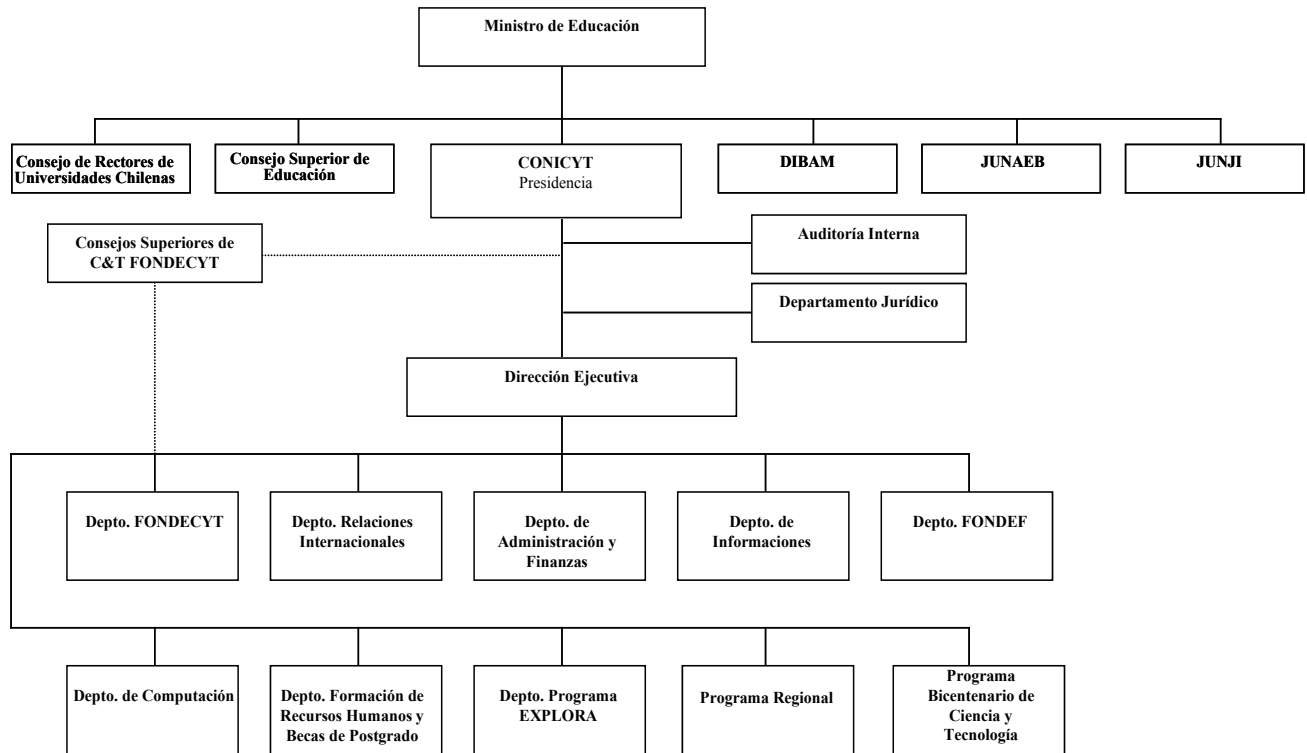 Ministro de Educación
Consejo de Rectores de
Universidades Chilenas
Consejo Superior de
Educación
CONICYT
Presidencia
DIBAM
JUNAEB
JUNJI
Consejos Superiores de
C&T FONDECYT
Auditoría Interna
Departamento Jurídico
Dirección Ejecutiva
Depto. FONDECYT
Depto. Relaciones
Internacionales
Depto. de
Administración y
Finanzas
Depto. de
Informaciones
Depto. FONDEF
Depto. de Computación
Depto. Formación de
Recursos Humanos y
Becas de Postgrado
Depto. Programa
EXPLORA
Programa Regional
Programa
Bicentenario de
Ciencia y
Tecnología